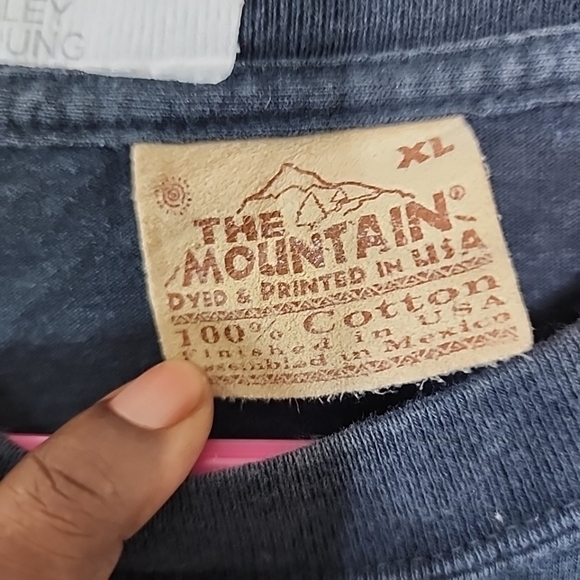 XL
THE
MOUNTAIN®
DYED & PRINTED IN USA
100% Cotton
Finished in USA
Assembled in Mexico